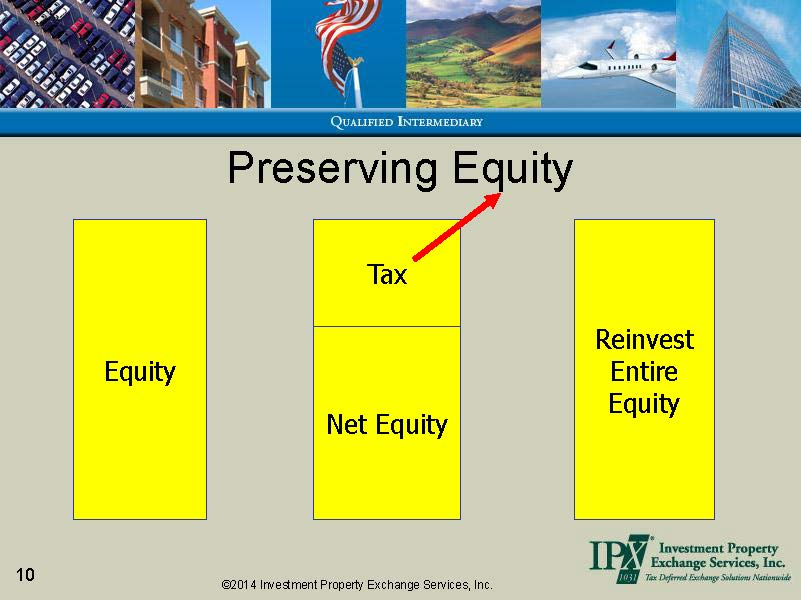 QUALIFIED INTERMEDIARY
Preserving Equity
Equity
Tax
Net Equity
Reinvest
Entire
Equity
10
©2014 Investment Property Exchange Services, Inc.
IPX
1031
®
Investment Property
Exchange Services, Inc.
Tax Deferred Exchange Solutions Nationwide